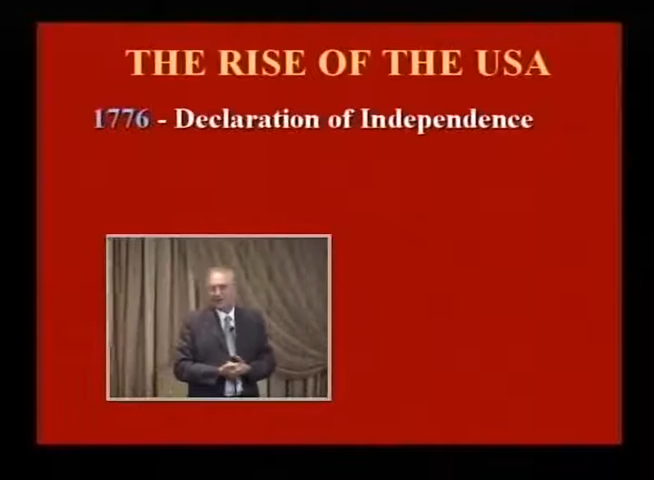 THE RISE OF THE USA
1776 - Declaration of Independence